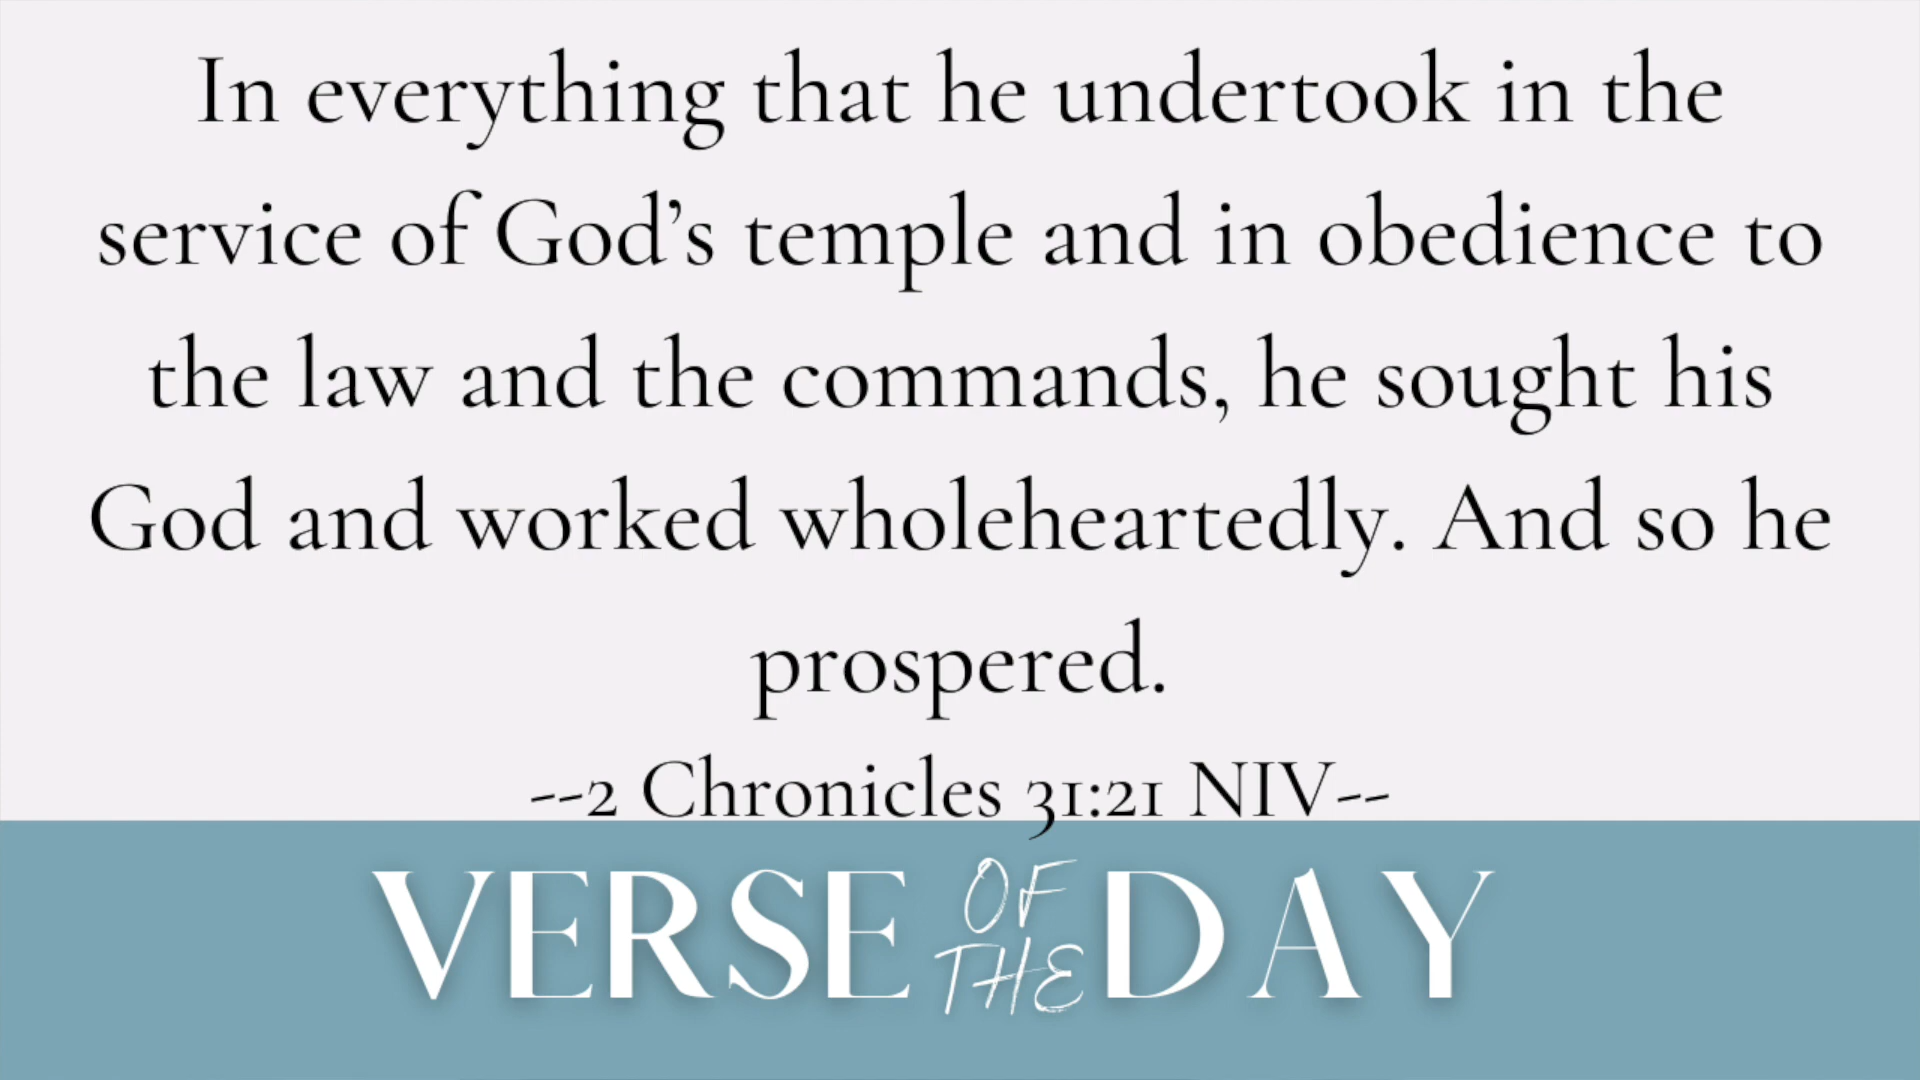 In everything that he undertook in the
service of God’s temple and in obedience to
the law and the commands, he sought his
God and worked wholeheartedly. And so he
prospered.
--2 Chronicles 31:21 NIV--
VERSE OF THE DAY